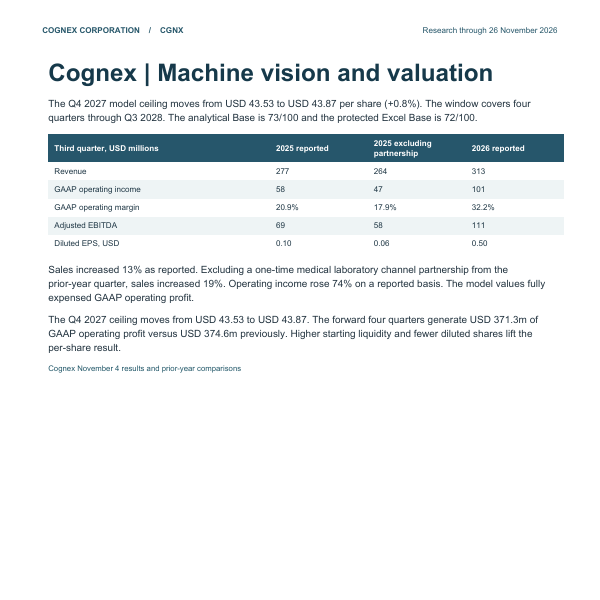 COGNEX CORPORATION / CGNX
Research through 26 November 2026
Cognex | Machine vision and valuation
The Q4 2027 model ceiling moves from USD 43.53 to USD 43.87 per share (+0.8%). The window covers four
quarters through Q3 2028. The analytical Base is 73/100 and the protected Excel Base is 72/100.
Third quarter, USD millions 2025 reported 2025 excluding partnership 2026 reported
Revenue 277 264 313
GAAP operating income 58 47 101
GAAP operating margin 20.9% 17.9% 32.2%
Adjusted EBITDA 69 58 111
Diluted EPS, USD 0.10 0.06 0.50
Sales increased 13% as reported. Excluding a one-time medical laboratory channel partnership from the
prior-year quarter, sales increased 19%. Operating income rose 74% on a reported basis. The model values fully
expensed GAAP operating profit.
The Q4 2027 ceiling moves from USD 43.53 to USD 43.87. The forward four quarters generate USD 371.3m of
GAAP operating profit versus USD 374.6m previously. Higher starting liquidity and fewer diluted shares lift the
per-share result.
Cognex November 4 results and prior-year comparisons